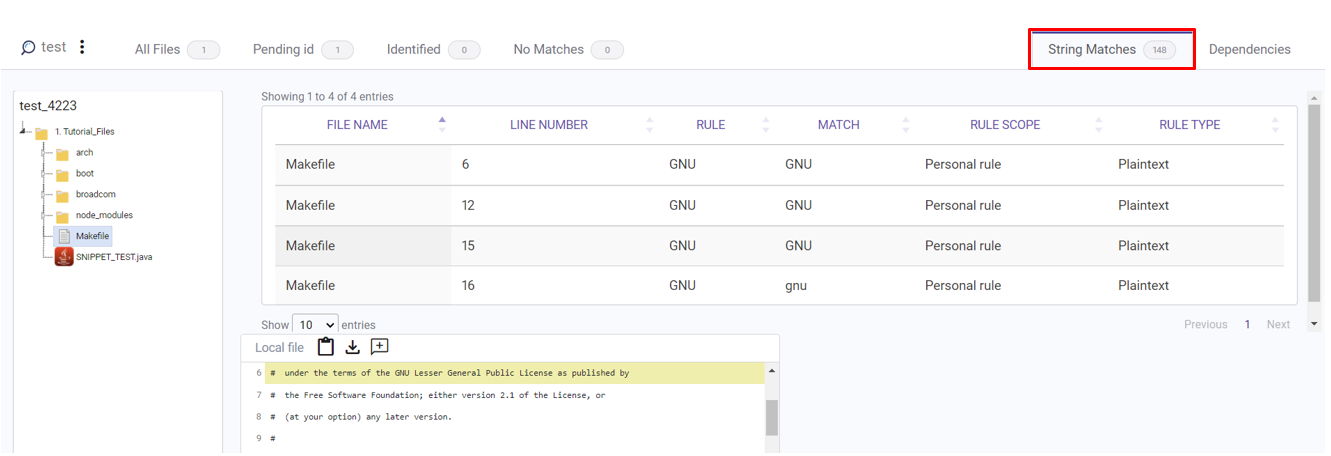 test
All Files 1
Pending id 1
Identified 0
No Matches 0
String Matches 148
Dependencies
test_4223
1. Tutorial_Files
arch
boot
broadcom
node_modules
Makefile
SNIPPET_TEST.java
Showing 1 to 4 of 4 entries
FILE NAME LINE NUMBER RULE MATCH RULE SCOPE RULE TYPE
Makefile 6 GNU GNU Personal rule Plaintext
Makefile 12 GNU GNU Personal rule Plaintext
Makefile 15 GNU GNU Personal rule Plaintext
Makefile 16 GNU gnu Personal rule Plaintext
Show 10 entries
Previous 1 Next
Local file
6 # under the terms of the GNU Lesser General Public License as published by
7 # the Free Software Foundation; either version 2.1 of the License, or
8 # (at your option) any later version.
9 #